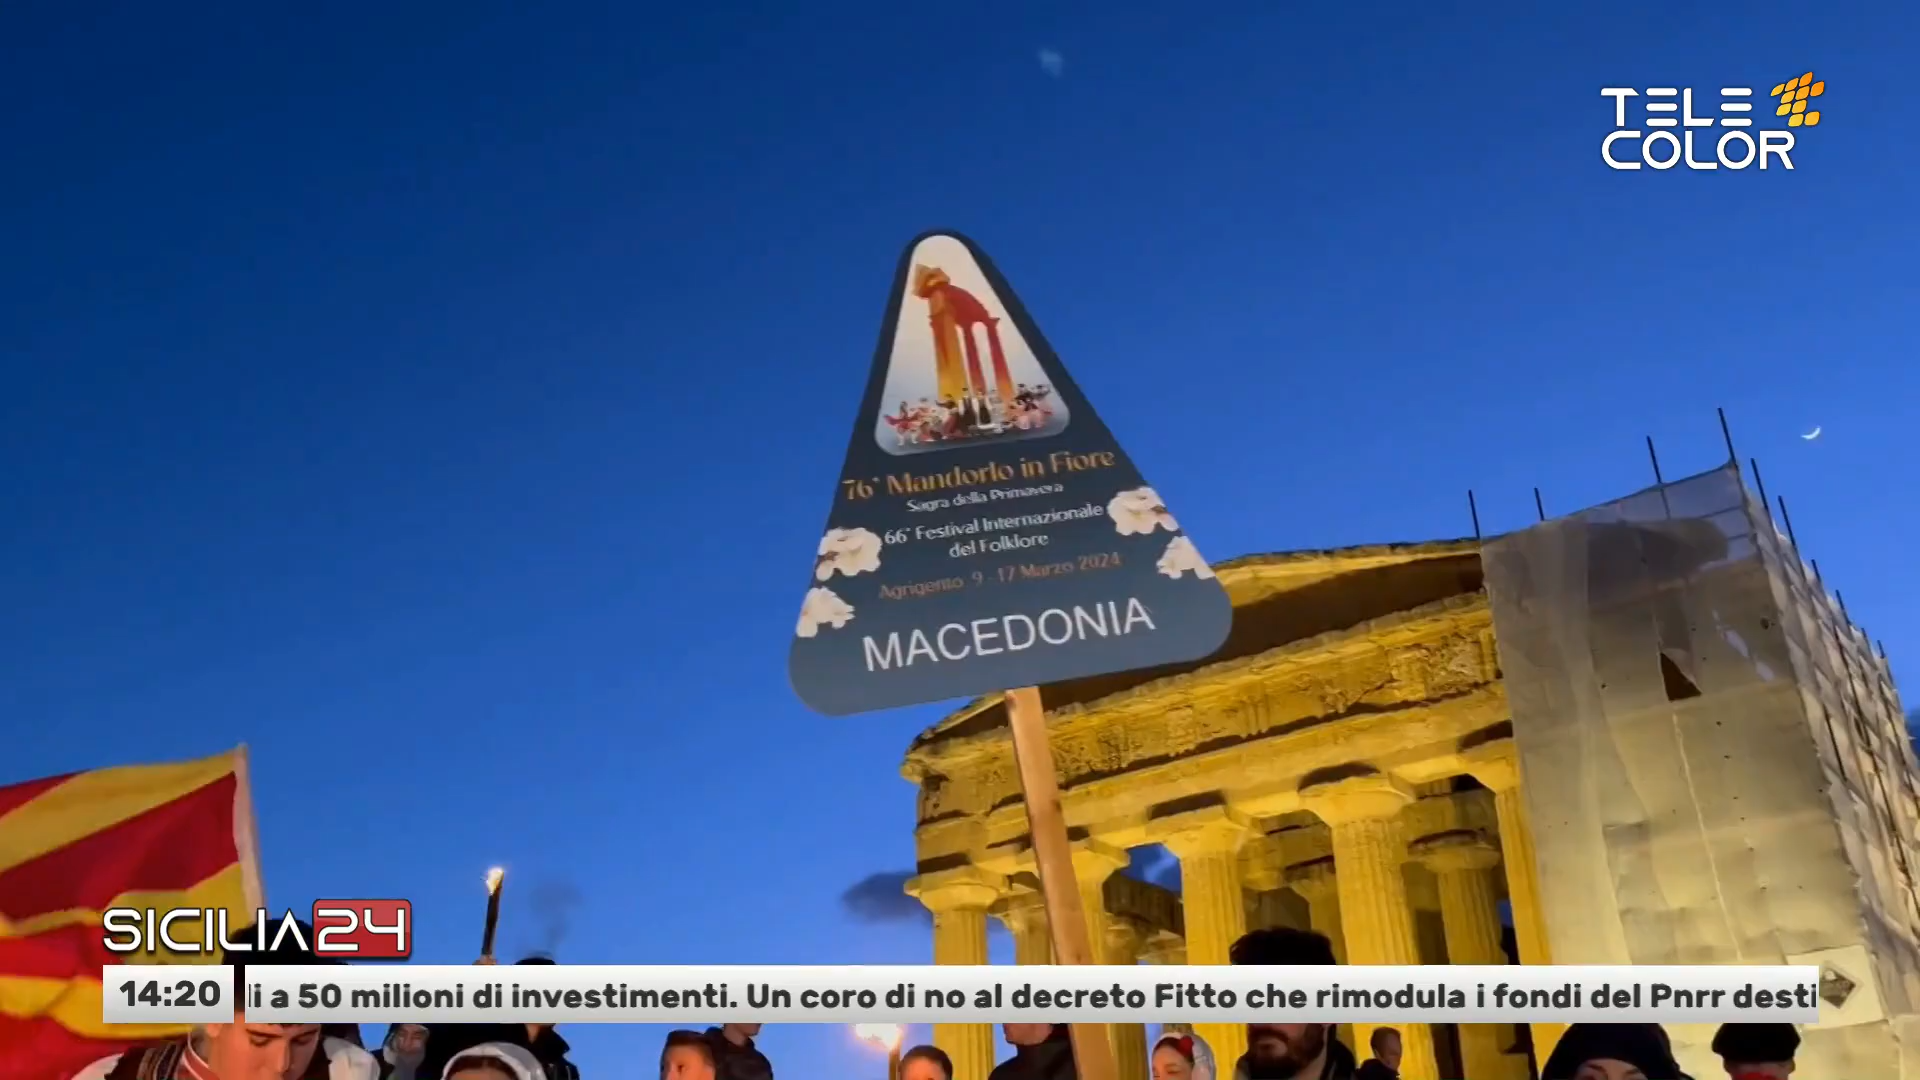 TELE
COLOR
76° Mandorlo in Fiore
Sagra della Primavera
66° Festival Internazionale
del Folklore
Agrigento 9 - 17 Marzo 2024
MACEDONIA
SICILIA24
14:20
i a 50 milioni di investimenti. Un coro di no al decreto Fitto che rimodula i fondi del Pnrr desti